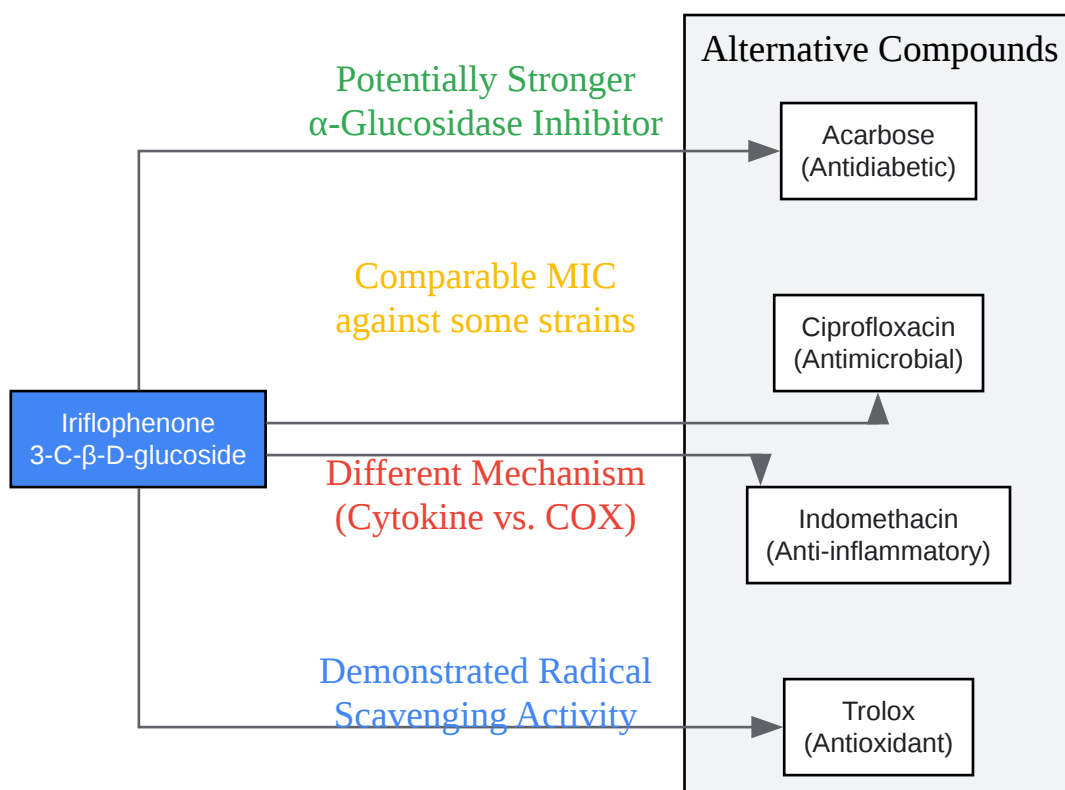 Alternative Compounds
Potentially Stronger
α-Glucosidase Inhibitor
Acarbose
(Antidiabetic)
Comparable MIC
against some strains
Ciprofloxacin
(Antimicrobial)
Iriflophenone
3-C-β-D-glucoside
Different Mechanism
(Cytokine vs. COX)
Indomethacin
(Anti-inflammatory)
Demonstrated Radical
Scavenging Activity
Trolox
(Antioxidant)